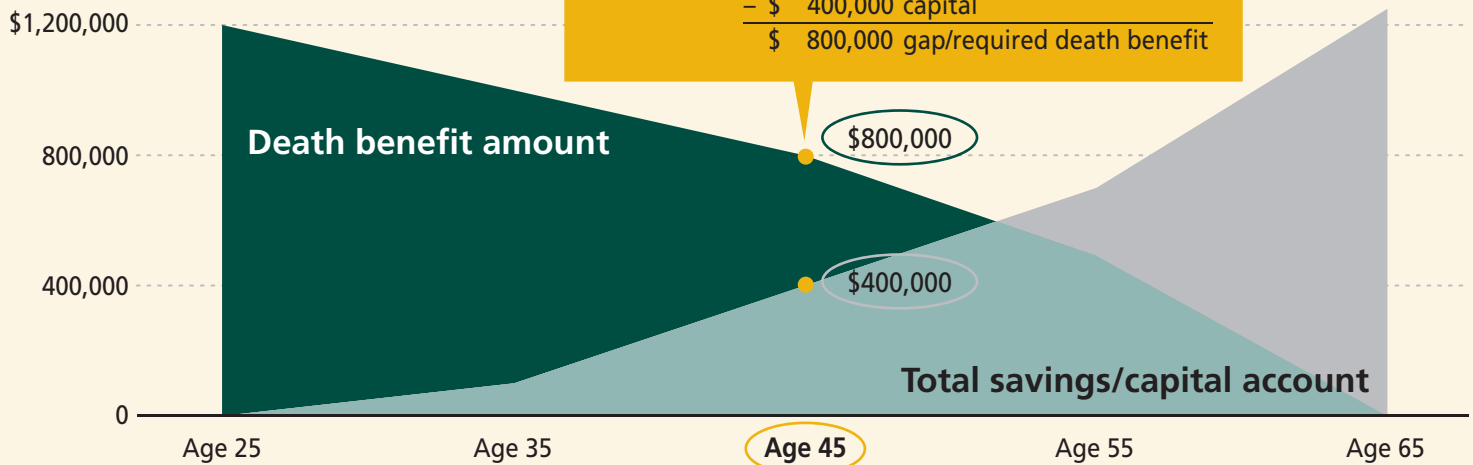 – $ 400,000 capital
$ 800,000 gap/required death benefit
$1,200,000
Death benefit amount
$800,000
800,000
$400,000
400,000
Total savings/capital account
0
Age 25 Age 35 Age 45 Age 55 Age 65